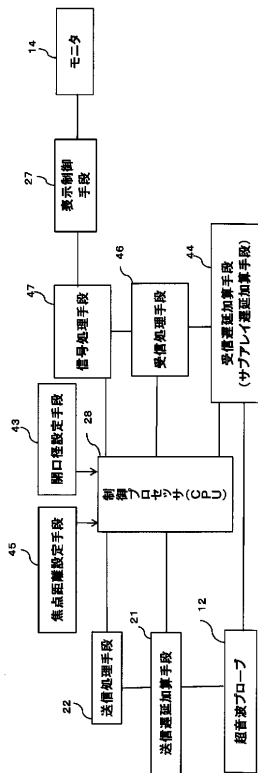 14
モニタ
27
表示制御
手段
47
信号処理手段
46
受信処理手段
44
受信遅延加算手段
(サブアレイ遅延加算手段)
43
開口径設定手段
28
制御プロセッサ(CPU)
45
焦点距離設定手段
22
送信処理手段
21
送信遅延加算手段
12
超音波プローブ